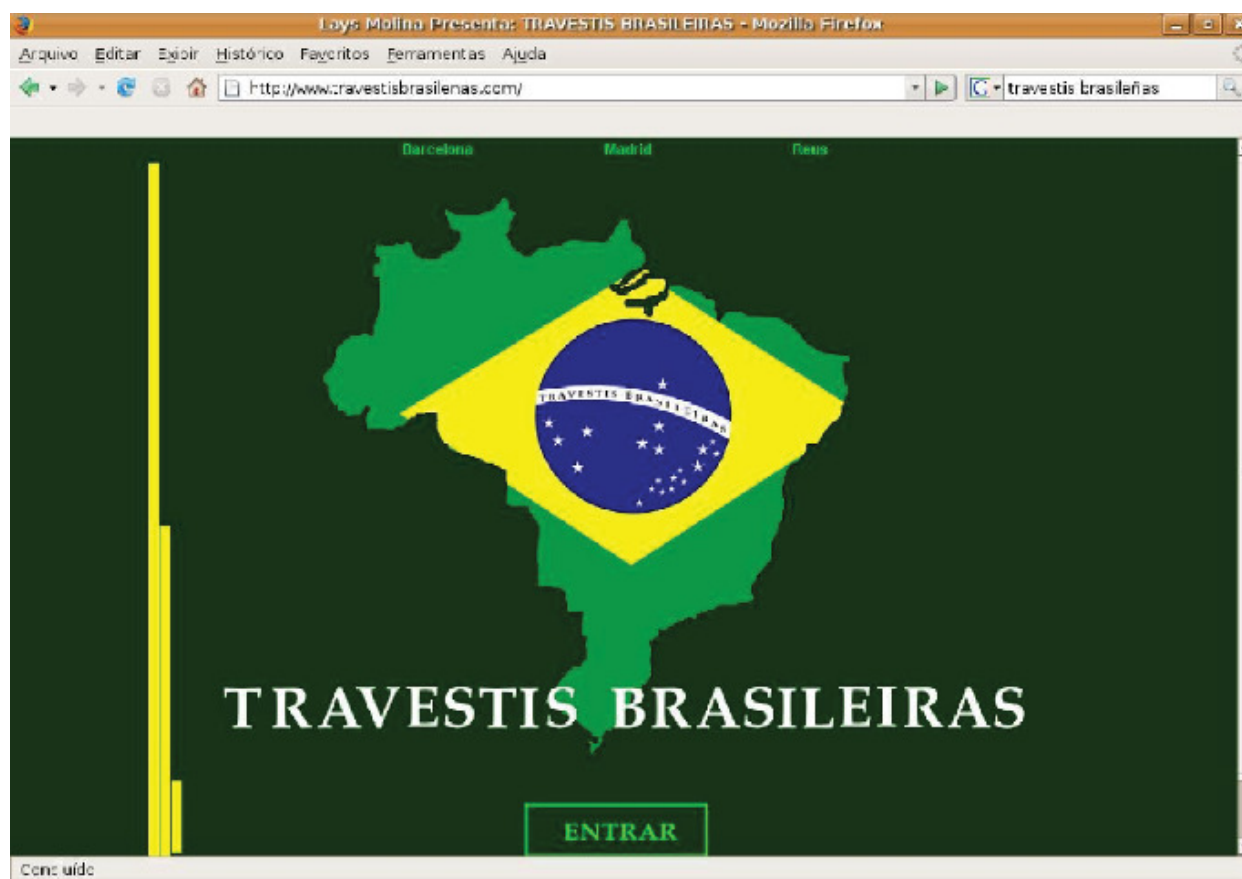 Lays Molina Presenta: TRAVESTIS BRASILEIRAS - Mozilla Firefox
Arquivo Editar Exibir Histórico Favoritos Ferramentas Ajuda
http://www.travestisbrasilenas.com/ travestis brasileñas
Barcelona Madrid Reus
TRAVESTIS BRASILEIRAS
TRAVESTIS BRASILEIRAS
ENTRAR
Concluído